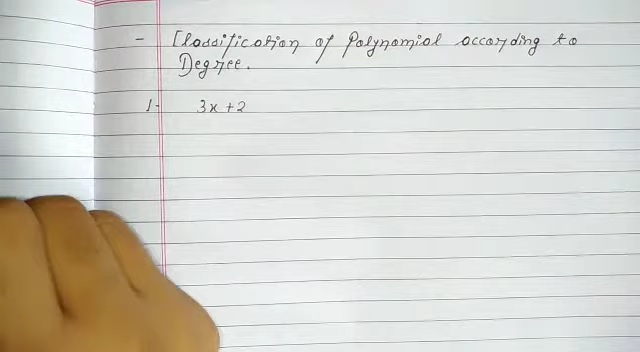 - Classification of Polynomial according to
Degree.
1- 3x+2